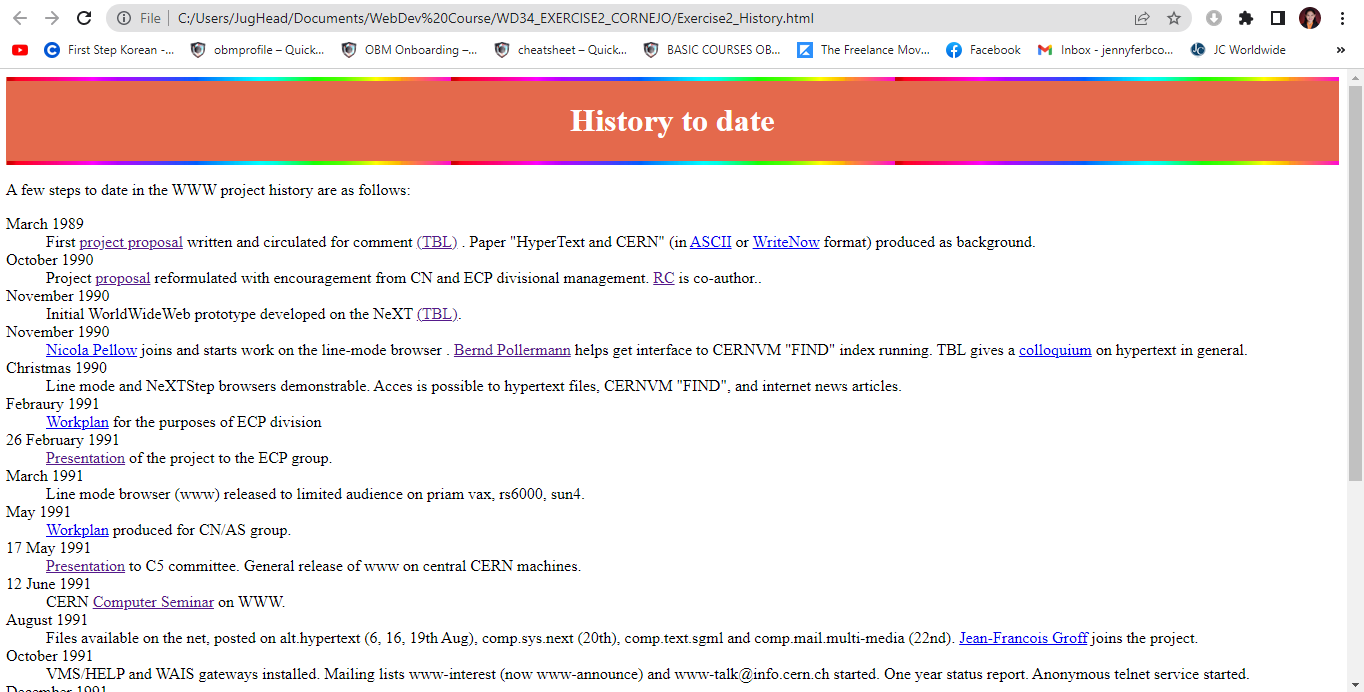 File C:/Users/JugHead/Documents/WebDev%20Course/WD34_EXERCISE2_CORNEJO/Exercise2_History.html
First Step Korean -... obmprofile – Quick... OBM Onboarding –... cheatsheet – Quick... BASIC COURSES OB... The Freelance Mov... Facebook Inbox - jennyferbco... JC Worldwide »
History to date
A few steps to date in the WWW project history are as follows:
March 1989
First project proposal written and circulated for comment (TBL) . Paper "HyperText and CERN" (in ASCII or WriteNow format) produced as background.
October 1990
Project proposal reformulated with encouragement from CN and ECP divisional management. RC is co-author..
November 1990
Initial WorldWideWeb prototype developed on the NeXT (TBL).
November 1990
Nicola Pellow joins and starts work on the line-mode browser . Bernd Pollermann helps get interface to CERNVM "FIND" index running. TBL gives a colloquium on hypertext in general.
Christmas 1990
Line mode and NeXTStep browsers demonstrable. Acces is possible to hypertext files, CERNVM "FIND", and internet news articles.
Febraury 1991
Workplan for the purposes of ECP division
26 February 1991
Presentation of the project to the ECP group.
March 1991
Line mode browser (www) released to limited audience on priam vax, rs6000, sun4.
May 1991
Workplan produced for CN/AS group.
17 May 1991
Presentation to C5 committee. General release of www on central CERN machines.
12 June 1991
CERN Computer Seminar on WWW.
August 1991
Files available on the net, posted on alt.hypertext (6, 16, 19th Aug), comp.sys.next (20th), comp.text.sgml and comp.mail.multi-media (22nd). Jean-Francois Groff joins the project.
October 1991
VMS/HELP and WAIS gateways installed. Mailing lists www-interest (now www-announce) and www-talk@info.cern.ch started. One year status report. Anonymous telnet service started.
December 1991